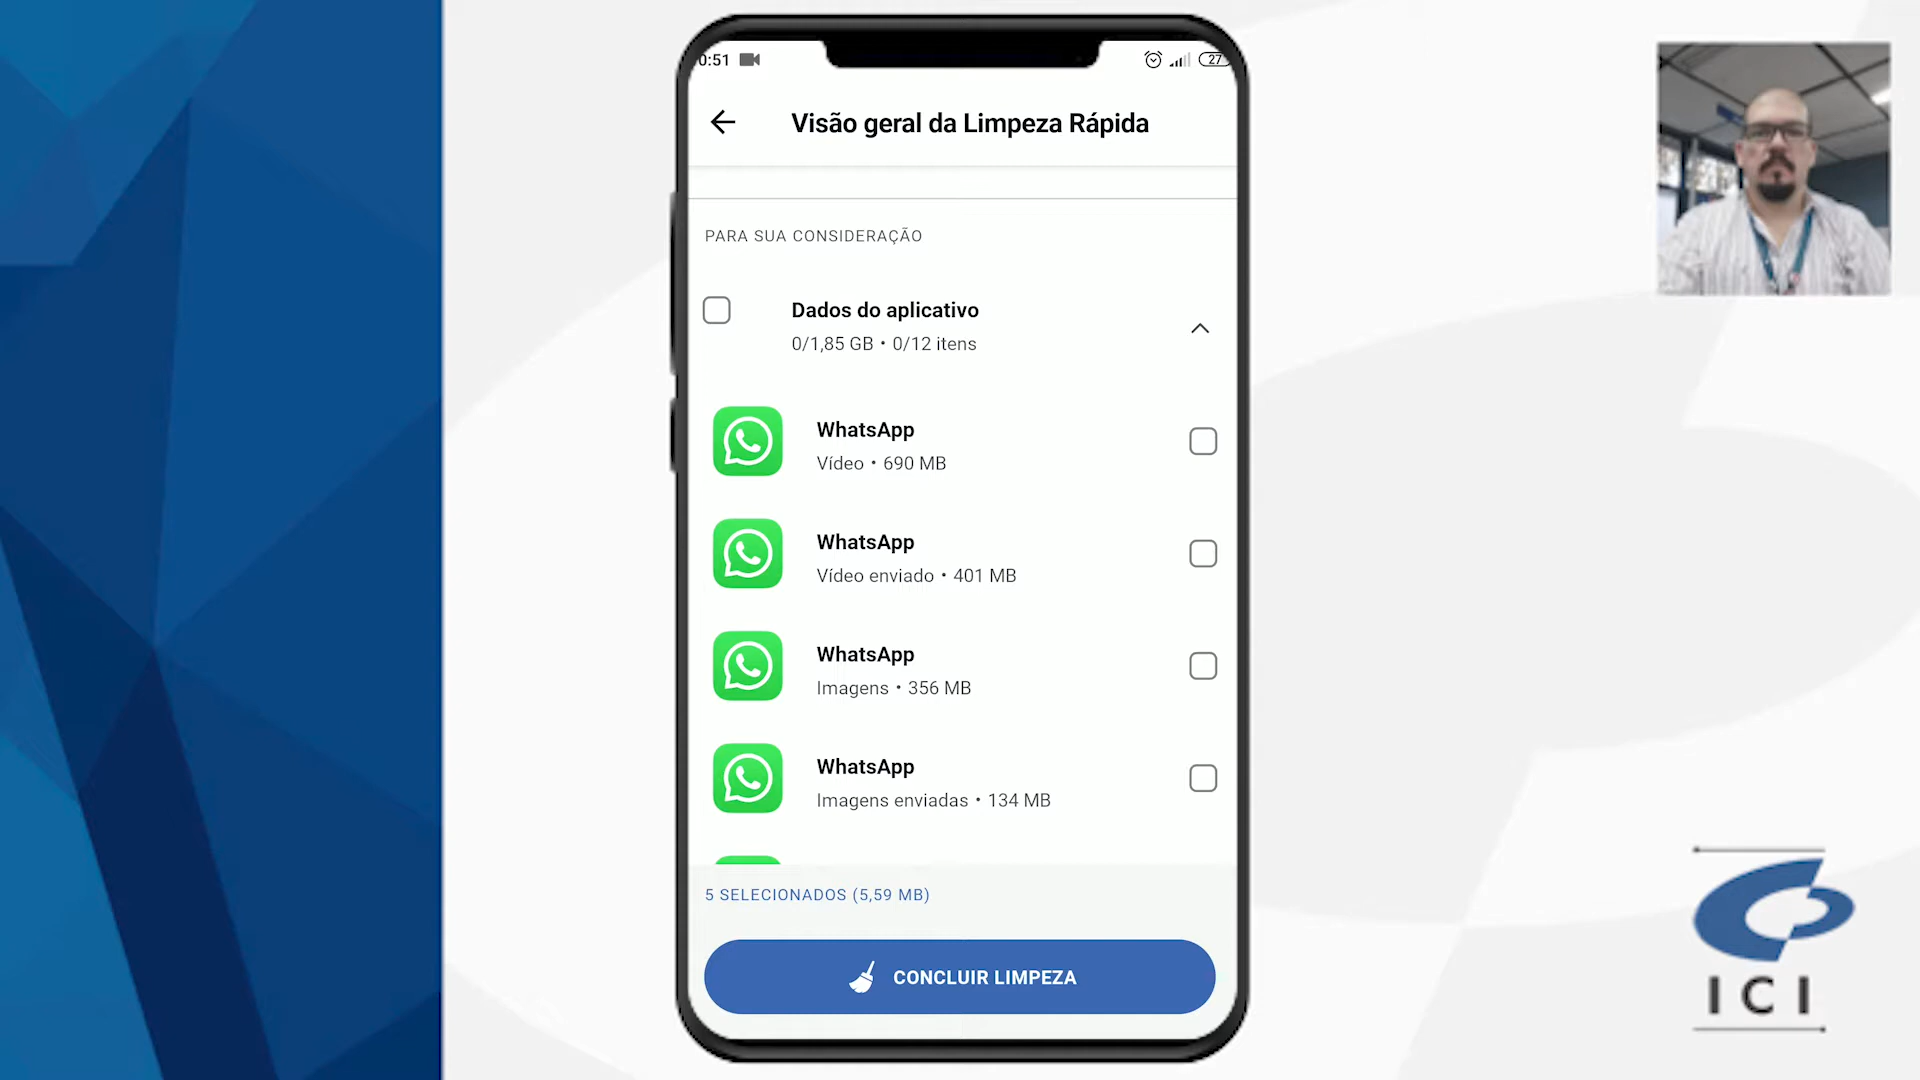 0:51
27
Visão geral da Limpeza Rápida
PARA SUA CONSIDERAÇÃO
Dados do aplicativo
0/1,85 GB • 0/12 itens
WhatsApp
Vídeo • 690 MB
WhatsApp
Vídeo enviado • 401 MB
WhatsApp
Imagens • 356 MB
WhatsApp
Imagens enviadas • 134 MB
5 SELECIONADOS (5,59 MB)
CONCLUIR LIMPEZA
ICI